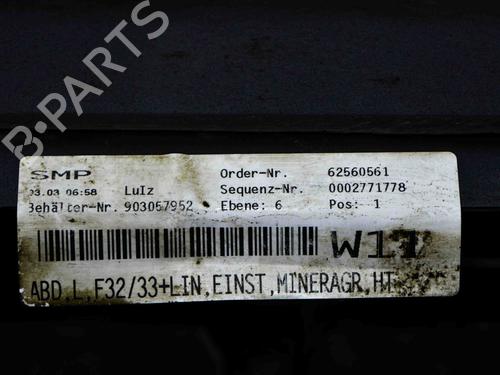 B-PARTS
SMP Order-Nr. 62560561
03.03 06:58 LuIz Sequenz-Nr. 0002771778
Behälter-Nr. 903057952 Ebene: 6 Pos: 1
W11
ABD.L,F32/33+LIN,EINST,MINERAGR,HT